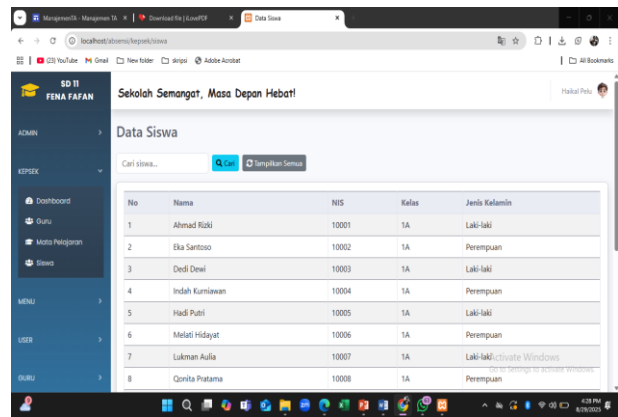 ManajemenTA - Manajemen TA
Download file | iLovePDF
Data Siswa
localhost/absensi/kepsek/siswa
(23) YouTube
Gmail
New folder
skripsi
Adobe Acrobat
All Bookmarks
SD 11
FENA FAFAN
Sekolah Semangat, Masa Depan Hebat!
Haikal Pelu
ADMIN
KEPSEK
Dashboard
Guru
Mata Pelajaran
Siswa
MENU
USER
GURU
Data Siswa
Cari siswa...
Cari
Tampilkan Semua
No Nama NIS Kelas Jenis Kelamin
1 Ahmad Rizki 10001 1A Laki-laki
2 Eka Santoso 10002 1A Perempuan
3 Dedi Dewi 10003 1A Laki-laki
4 Indah Kurniawan 10004 1A Perempuan
5 Hadi Putri 10005 1A Laki-laki
6 Melati Hidayat 10006 1A Perempuan
7 Lukman Aulia 10007 1A Laki-laki
8 Qonita Pratama 10008 1A Perempuan
Activate Windows
Go to Settings to activate Windows.
4:28 PM
8/29/2025